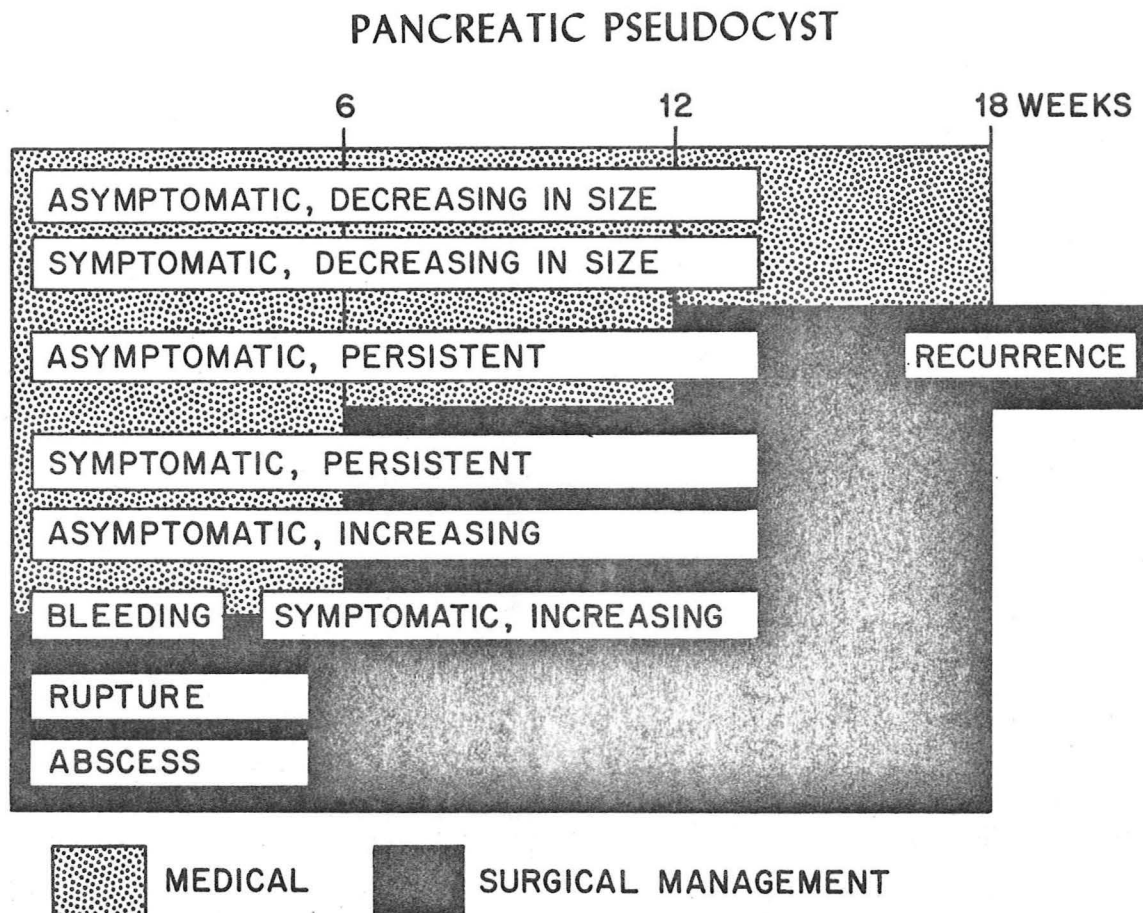 PANCREATIC PSEUDOCYST
6 12 18 WEEKS
ASYMPTOMATIC, DECREASING IN SIZE
SYMPTOMATIC, DECREASING IN SIZE
ASYMPTOMATIC, PERSISTENT
RECURRENCE
SYMPTOMATIC, PERSISTENT
ASYMPTOMATIC, INCREASING
BLEEDING SYMPTOMATIC, INCREASING
RUPTURE
ABSCESS
MEDICAL SURGICAL MANAGEMENT